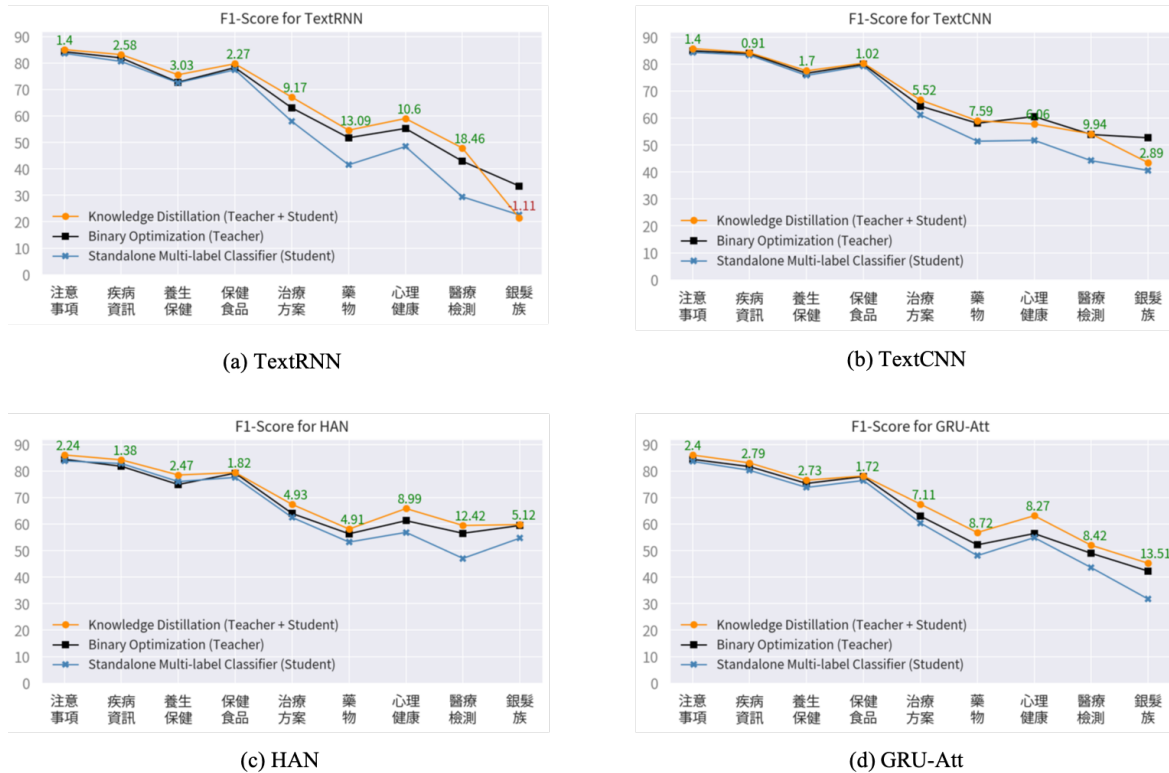 F1-Score for TextRNN
90
80
70
60
50
40
30
20
10
0
1.4
2.58
3.03
2.27
9.17
13.09
10.6
18.46
-1.11
Knowledge Distillation (Teacher + Student)
Binary Optimization (Teacher)
Standalone Multi-label Classifier (Student)
注意 疾病 養生 保健 治療 藥 心理 醫療 銀髮
事項 資訊 保健 食品 方案 物 健康 檢測 族
(a) TextRNN
F1-Score for TextCNN
90
80
70
60
50
40
30
20
10
0
1.4
0.91
1.7
1.02
5.52
7.59
6.06
9.94
2.89
Knowledge Distillation (Teacher + Student)
Binary Optimization (Teacher)
Standalone Multi-label Classifier (Student)
注意 疾病 養生 保健 治療 藥 心理 醫療 銀髮
事項 資訊 保健 食品 方案 物 健康 檢測 族
(b) TextCNN
F1-Score for HAN
90
80
70
60
50
40
30
20
10
0
2.24
1.38
2.47
1.82
4.93
4.91
8.99
12.42
5.12
Knowledge Distillation (Teacher + Student)
Binary Optimization (Teacher)
Standalone Multi-label Classifier (Student)
注意 疾病 養生 保健 治療 藥 心理 醫療 銀髮
事項 資訊 保健 食品 方案 物 健康 檢測 族
(c) HAN
F1-Score for GRU-Att
90
80
70
60
50
40
30
20
10
0
2.4
2.79
2.73
1.72
7.11
8.72
8.27
8.42
13.51
Knowledge Distillation (Teacher + Student)
Binary Optimization (Teacher)
Standalone Multi-label Classifier (Student)
注意 疾病 養生 保健 治療 藥 心理 醫療 銀髮
事項 資訊 保健 食品 方案 物 健康 檢測 族
(d) GRU-Att